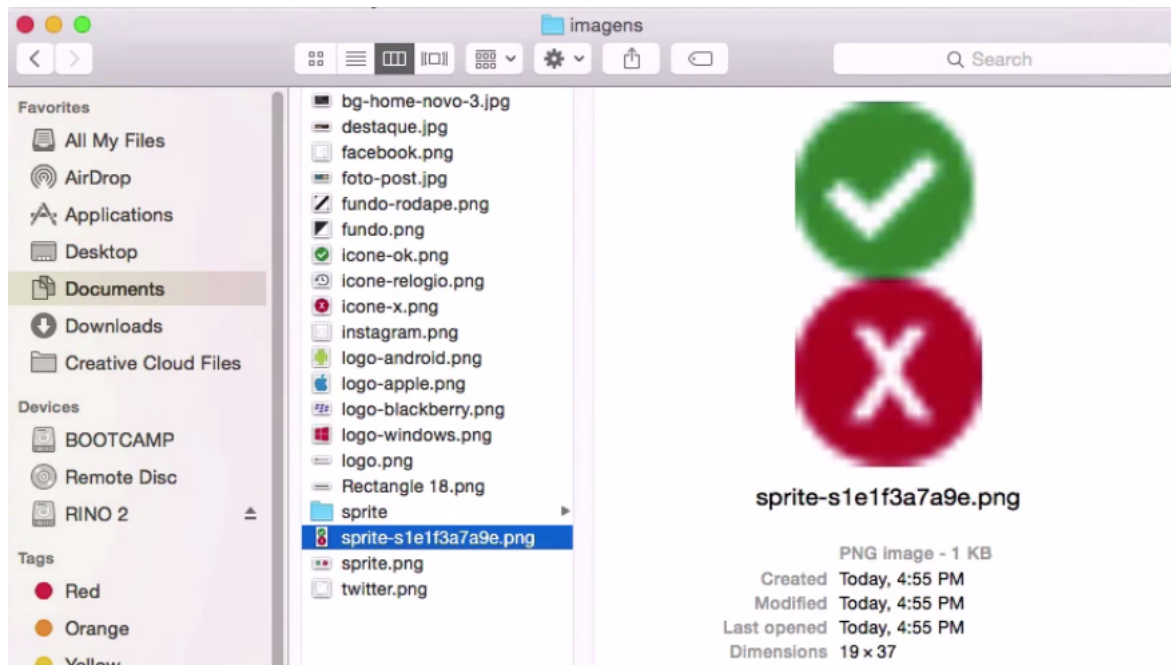 imagens
Search
Favorites
All My Files
AirDrop
Applications
Desktop
Documents
Downloads
Creative Cloud Files
Devices
BOOTCAMP
Remote Disc
RINO 2
Tags
Red
Orange
Yellow
bg-home-novo-3.jpg
destaque.jpg
facebook.png
foto-post.jpg
fundo-rodape.png
fundo.png
icone-ok.png
icone-relogio.png
icone-x.png
instagram.png
logo-android.png
logo-apple.png
logo-blackberry.png
logo-windows.png
logo.png
Rectangle 18.png
sprite
sprite-s1e1f3a7a9e.png
sprite.png
twitter.png
X
sprite-s1e1f3a7a9e.png
PNG image - 1 KB
Created Today, 4:55 PM
Modified Today, 4:55 PM
Last opened Today, 4:55 PM
Dimensions 19 × 37